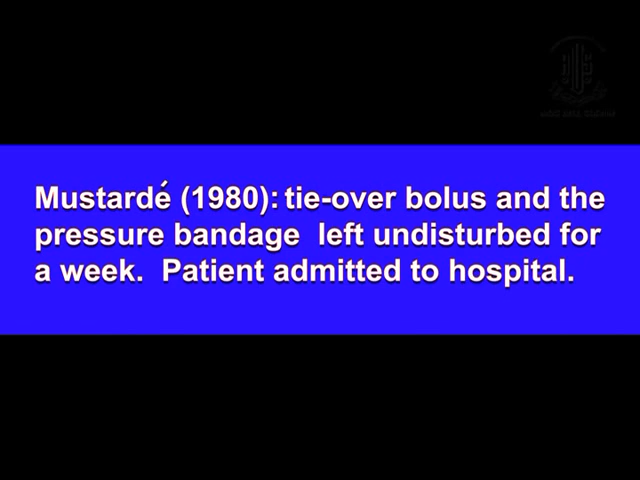 Mustardé (1980): tie-over bolus and the
pressure bandage  left undisturbed for
a week.  Patient admitted to hospital.